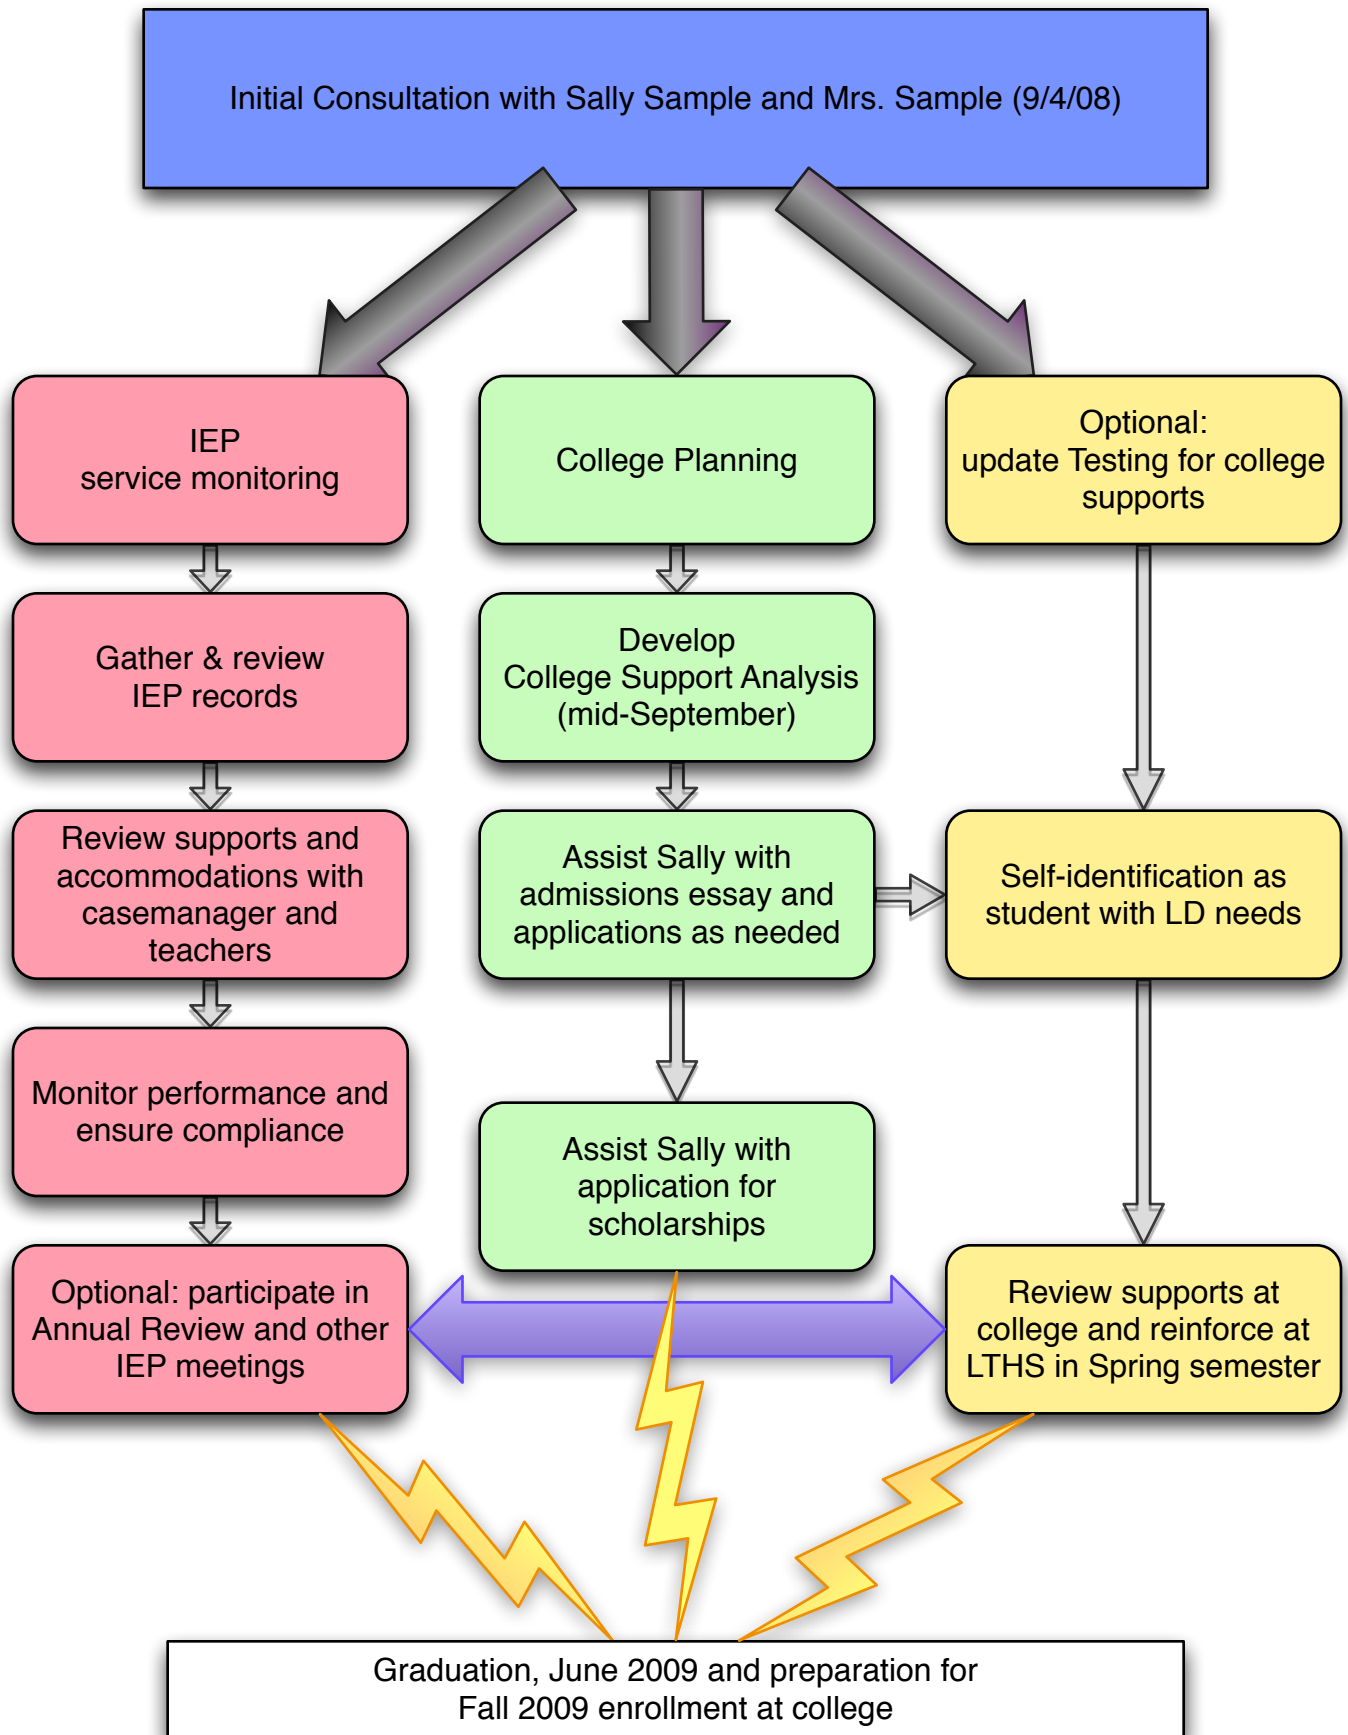 Initial Consultation with Sally Sample and Mrs. Sample (9/4/08)
IEP
service monitoring
College Planning
Optional:
update Testing for college
supports
Gather & review
IEP records
Develop
College Support Analysis
(mid-September)
Review supports and
accommodations with
casemanager and
teachers
Assist Sally with
admissions essay and
applications as needed
Self-identification as
student with LD needs
Monitor performance and
ensure compliance
Assist Sally with
application for
scholarships
Optional: participate in
Annual Review and other
IEP meetings
Review supports at
college and reinforce at
LTHS in Spring semester
Graduation, June 2009 and preparation for
Fall 2009 enrollment at college